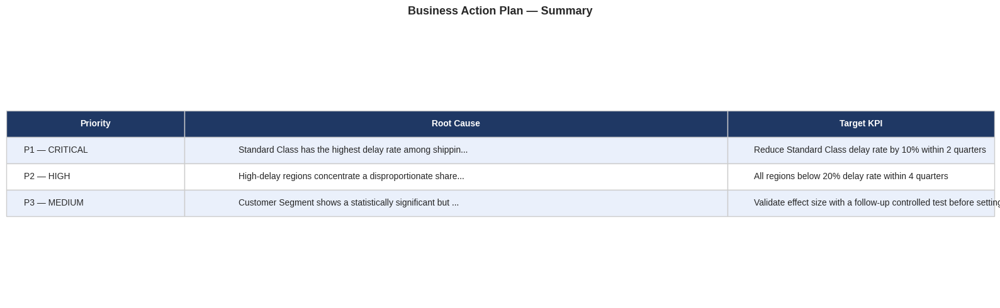 Business Action Plan — Summary
Priority Root Cause Target KPI
P1 — CRITICAL Standard Class has the highest delay rate among shippin... Reduce Standard Class delay rate by 10% within 2 quarters
P2 — HIGH High-delay regions concentrate a disproportionate share... All regions below 20% delay rate within 4 quarters
P3 — MEDIUM Customer Segment shows a statistically significant but ... Validate effect size with a follow-up controlled test before setting